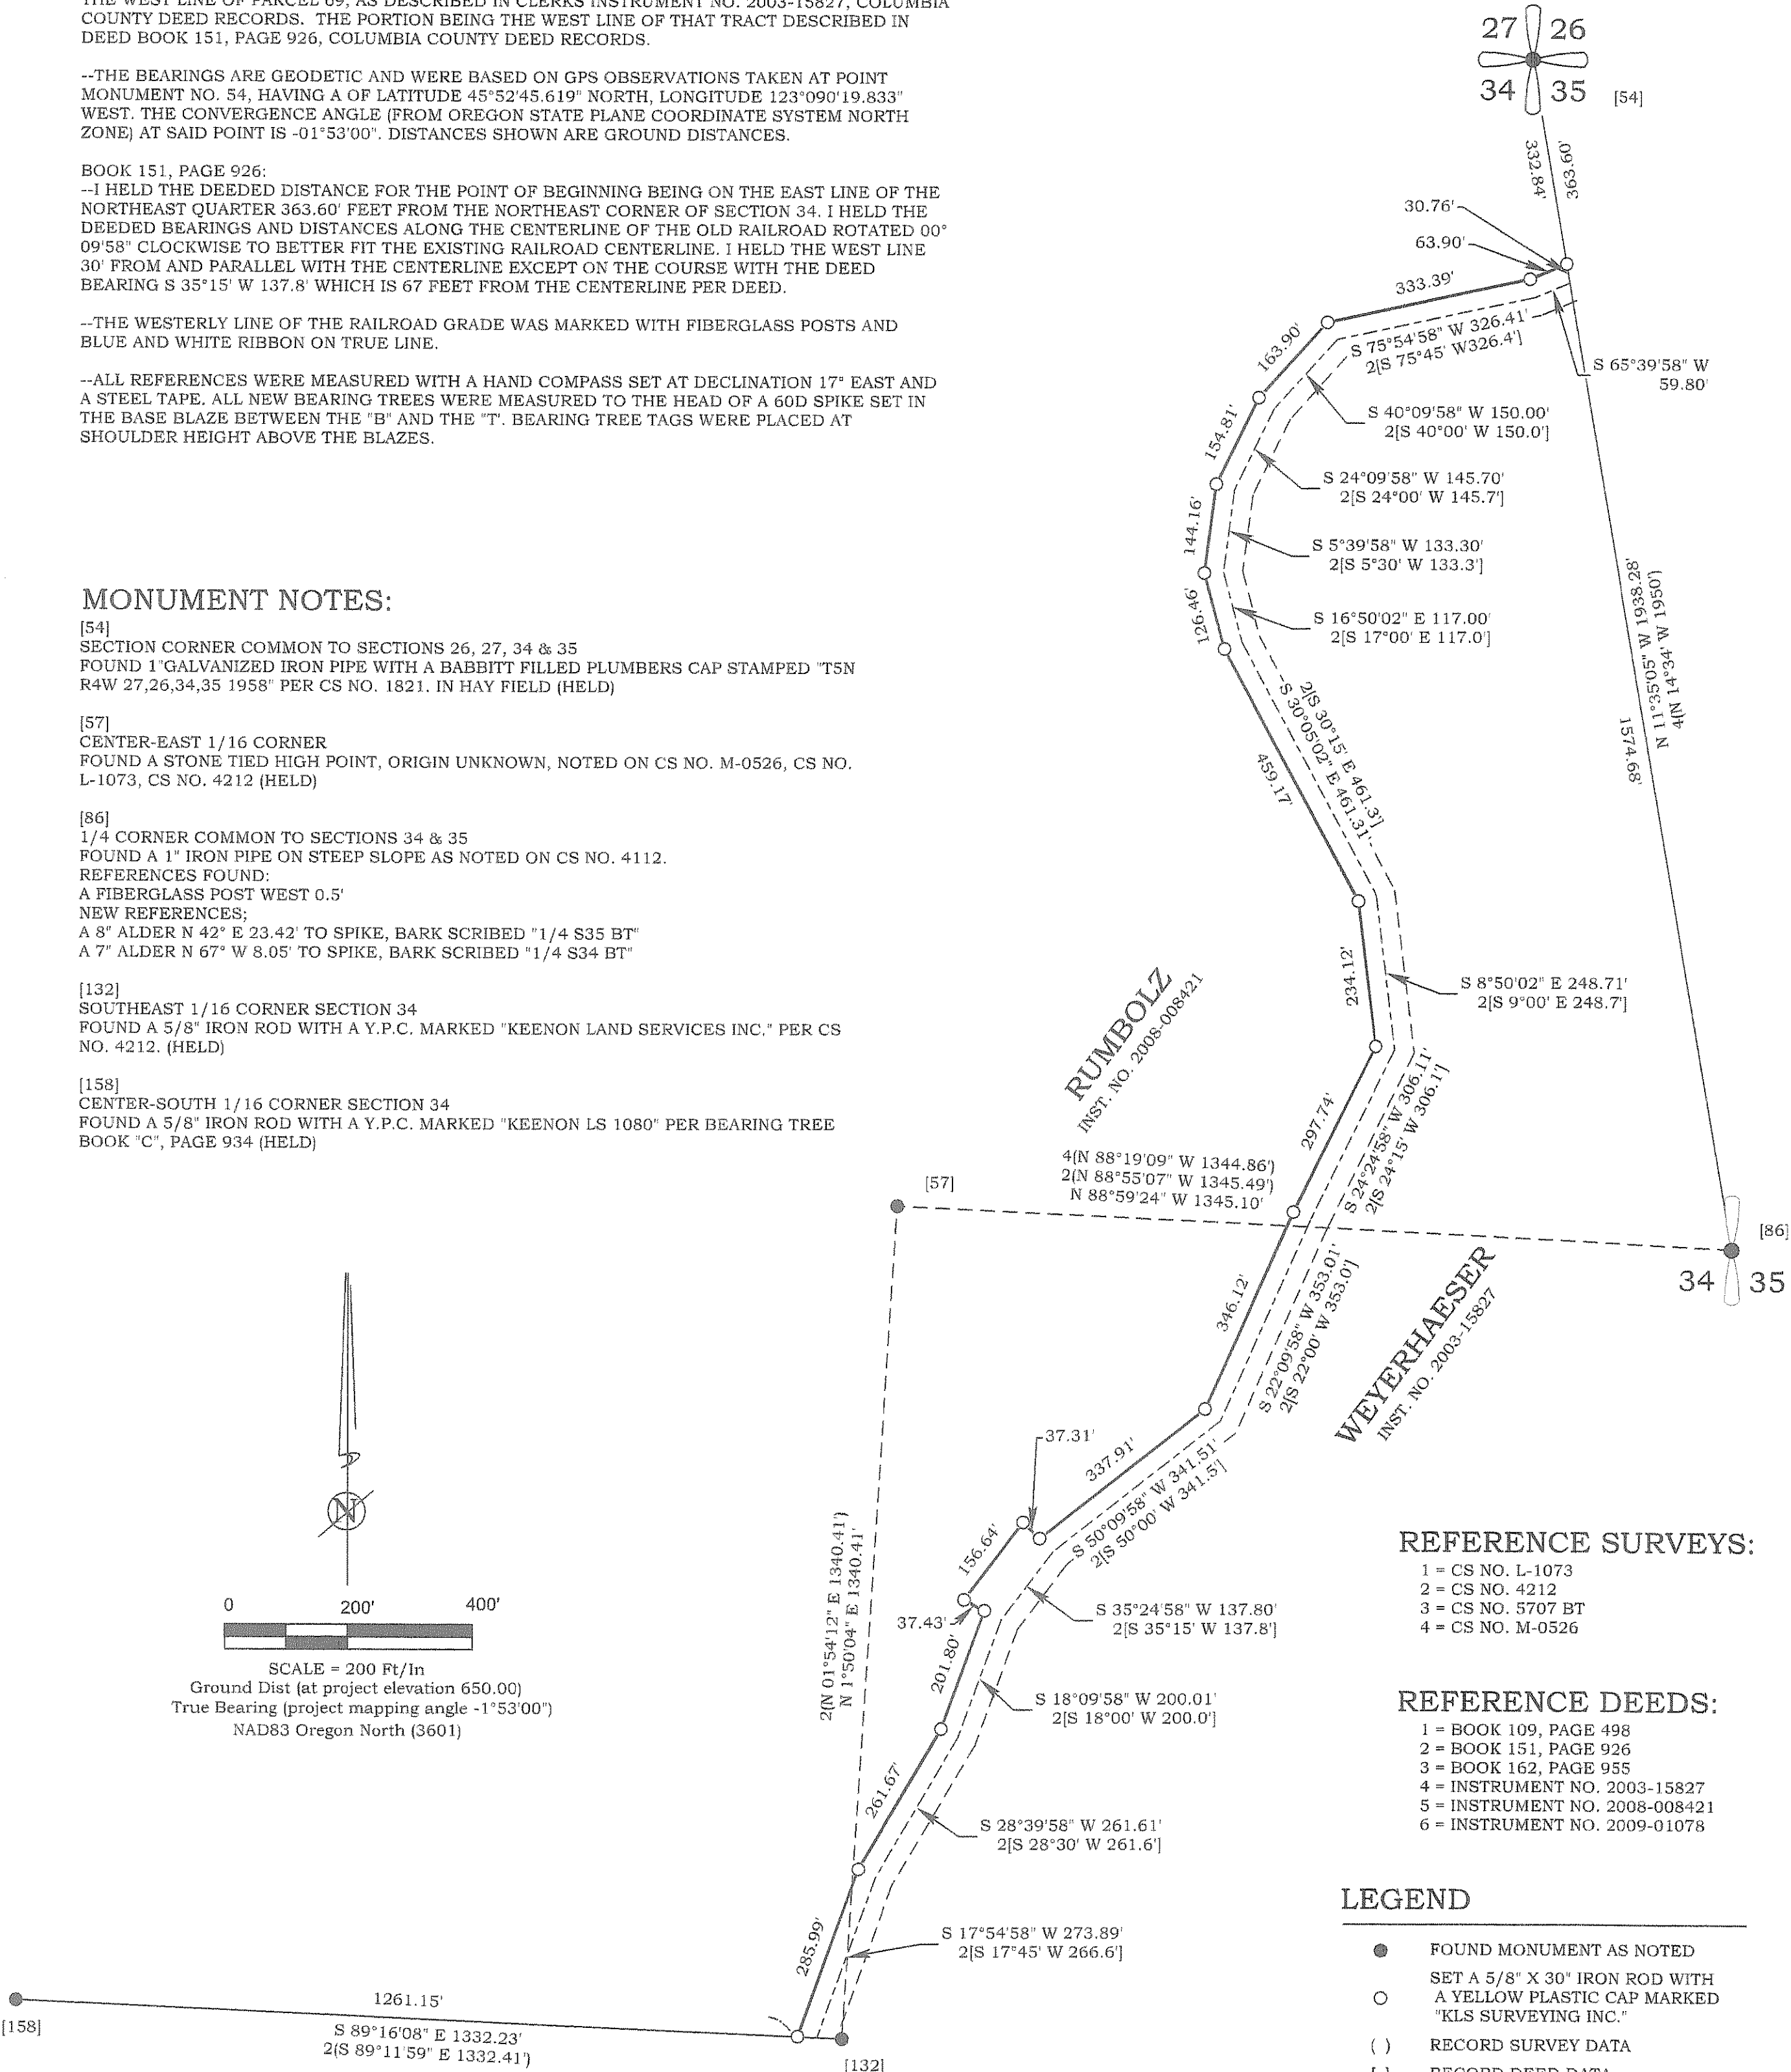 THE WEST LINE OF PARCEL 69, AS DESCRIBED IN CLERKS INSTRUMENT NO. 2003-15827, COLUMBIA
COUNTY DEED RECORDS. THE PORTION BEING THE WEST LINE OF THAT TRACT DESCRIBED IN
DEED BOOK 151, PAGE 926, COLUMBIA COUNTY DEED RECORDS.
--THE BEARINGS ARE GEODETIC AND WERE BASED ON GPS OBSERVATIONS TAKEN AT POINT
MONUMENT NO. 54, HAVING A OF LATITUDE 45°52'45.619" NORTH, LONGITUDE 123°090'19.833"
WEST. THE CONVERGENCE ANGLE (FROM OREGON STATE PLANE COORDINATE SYSTEM NORTH
ZONE) AT SAID POINT IS -01°53'00". DISTANCES SHOWN ARE GROUND DISTANCES.
BOOK 151, PAGE 926:
--I HELD THE DEEDED DISTANCE FOR THE POINT OF BEGINNING BEING ON THE EAST LINE OF THE
NORTHEAST QUARTER 363.60' FEET FROM THE NORTHEAST CORNER OF SECTION 34. I HELD THE
DEEDED BEARINGS AND DISTANCES ALONG THE CENTERLINE OF THE OLD RAILROAD ROTATED 00°
09'58" CLOCKWISE TO BETTER FIT THE EXISTING RAILROAD CENTERLINE. I HELD THE WEST LINE
30' FROM AND PARALLEL WITH THE CENTERLINE EXCEPT ON THE COURSE WITH THE DEED
BEARING S 35°15' W 137.8' WHICH IS 67 FEET FROM THE CENTERLINE PER DEED.
--THE WESTERLY LINE OF THE RAILROAD GRADE WAS MARKED WITH FIBERGLASS POSTS AND
BLUE AND WHITE RIBBON ON TRUE LINE.
--ALL REFERENCES WERE MEASURED WITH A HAND COMPASS SET AT DECLINATION 17° EAST AND
A STEEL TAPE. ALL NEW BEARING TREES WERE MEASURED TO THE HEAD OF A 60D SPIKE SET IN
THE BASE BLAZE BETWEEN THE "B" AND THE "T'. BEARING TREE TAGS WERE PLACED AT
SHOULDER HEIGHT ABOVE THE BLAZES.
MONUMENT NOTES:
[54]
SECTION CORNER COMMON TO SECTIONS 26, 27, 34 & 35
FOUND 1"GALVANIZED IRON PIPE WITH A BABBITT FILLED PLUMBERS CAP STAMPED "T5N
R4W 27,26,34,35 1958" PER CS NO. 1821. IN HAY FIELD (HELD)
[57]
CENTER-EAST 1/16 CORNER
FOUND A STONE TIED HIGH POINT, ORIGIN UNKNOWN, NOTED ON CS NO. M-0526, CS NO.
L-1073, CS NO. 4212 (HELD)
[86]
1/4 CORNER COMMON TO SECTIONS 34 & 35
FOUND A 1" IRON PIPE ON STEEP SLOPE AS NOTED ON CS NO. 4112.
REFERENCES FOUND:
A FIBERGLASS POST WEST 0.5'
NEW REFERENCES;
A 8" ALDER N 42° E 23.42' TO SPIKE, BARK SCRIBED "1/4 S35 BT"
A 7" ALDER N 67° W 8.05' TO SPIKE, BARK SCRIBED "1/4 S34 BT"
[132]
SOUTHEAST 1/16 CORNER SECTION 34
FOUND A 5/8" IRON ROD WITH A Y.P.C. MARKED "KEENON LAND SERVICES INC." PER CS
NO. 4212. (HELD)
[158]
CENTER-SOUTH 1/16 CORNER SECTION 34
FOUND A 5/8" IRON ROD WITH A Y.P.C. MARKED "KEENON LS 1080" PER BEARING TREE
BOOK "C", PAGE 934 (HELD)
27 26
34 35 [54]
332.84'
363.60'
30.76'
63.90'
333.39'
S 75°54'58" W 326.41'
2[S 75°45' W326.4']
S 65°39'58" W
59.80'
163.90'
S 40°09'58" W 150.00'
2[S 40°00' W 150.0']
154.81'
S 24°09'58" W 145.70'
2[S 24°00' W 145.7']
144.16'
S 5°39'58" W 133.30'
2[S 5°30' W 133.3']
126.46'
S 16°50'02" E 117.00'
2[S 17°00' E 117.0']
1574.68'
N 11°35'05" W 1938.28'
4(N 14°34' W 1950')
2[S 30°15' E 461.3']
S 30°05'02" E 461.31'
459.17'
234.12'
S 8°50'02" E 248.71'
2[S 9°00' E 248.7']
RUMBOLZ
INST. NO. 2008-008421
297.74'
S 24°24'58" W 306.11'
2[S 24°15' W 306.1']
4(N 88°19'09" W 1344.86')
2(N 88°55'07" W 1345.49')
N 88°59'24" W 1345.10'
[57]
[86]
34 35
346.12'
S 22°09'58" W 353.01'
2[S 22°00' W 353.0']
WEYERHAESER
INST. NO. 2003-15827
37.31'
337.91'
S 50°09'58" W 341.51'
2[S 50°00' W 341.5']
156.64'
S 35°24'58" W 137.80'
2[S 35°15' W 137.8']
37.43'
201.80'
S 18°09'58" W 200.01'
2[S 18°00' W 200.0']
2(N 01°54'12" E 1340.41')
N 1°50'04" E 1340.41'
261.67'
S 28°39'58" W 261.61'
2[S 28°30' W 261.6']
285.99'
S 17°54'58" W 273.89'
2[S 17°45' W 266.6']
1261.15'
S 89°16'08" E 1332.23'
2(S 89°11'59" E 1332.41')
[158]
[132]
N
0 200' 400'
SCALE = 200 Ft/In
Ground Dist (at project elevation 650.00)
True Bearing (project mapping angle -1°53'00")
NAD83 Oregon North (3601)
REFERENCE SURVEYS:
1 = CS NO. L-1073
2 = CS NO. 4212
3 = CS NO. 5707 BT
4 = CS NO. M-0526
REFERENCE DEEDS:
1 = BOOK 109, PAGE 498
2 = BOOK 151, PAGE 926
3 = BOOK 162, PAGE 955
4 = INSTRUMENT NO. 2003-15827
5 = INSTRUMENT NO. 2008-008421
6 = INSTRUMENT NO. 2009-01078
LEGEND
FOUND MONUMENT AS NOTED
SET A 5/8" X 30" IRON ROD WITH
A YELLOW PLASTIC CAP MARKED
"KLS SURVEYING INC."
( ) RECORD SURVEY DATA
[ ] RECORD DEED DATA